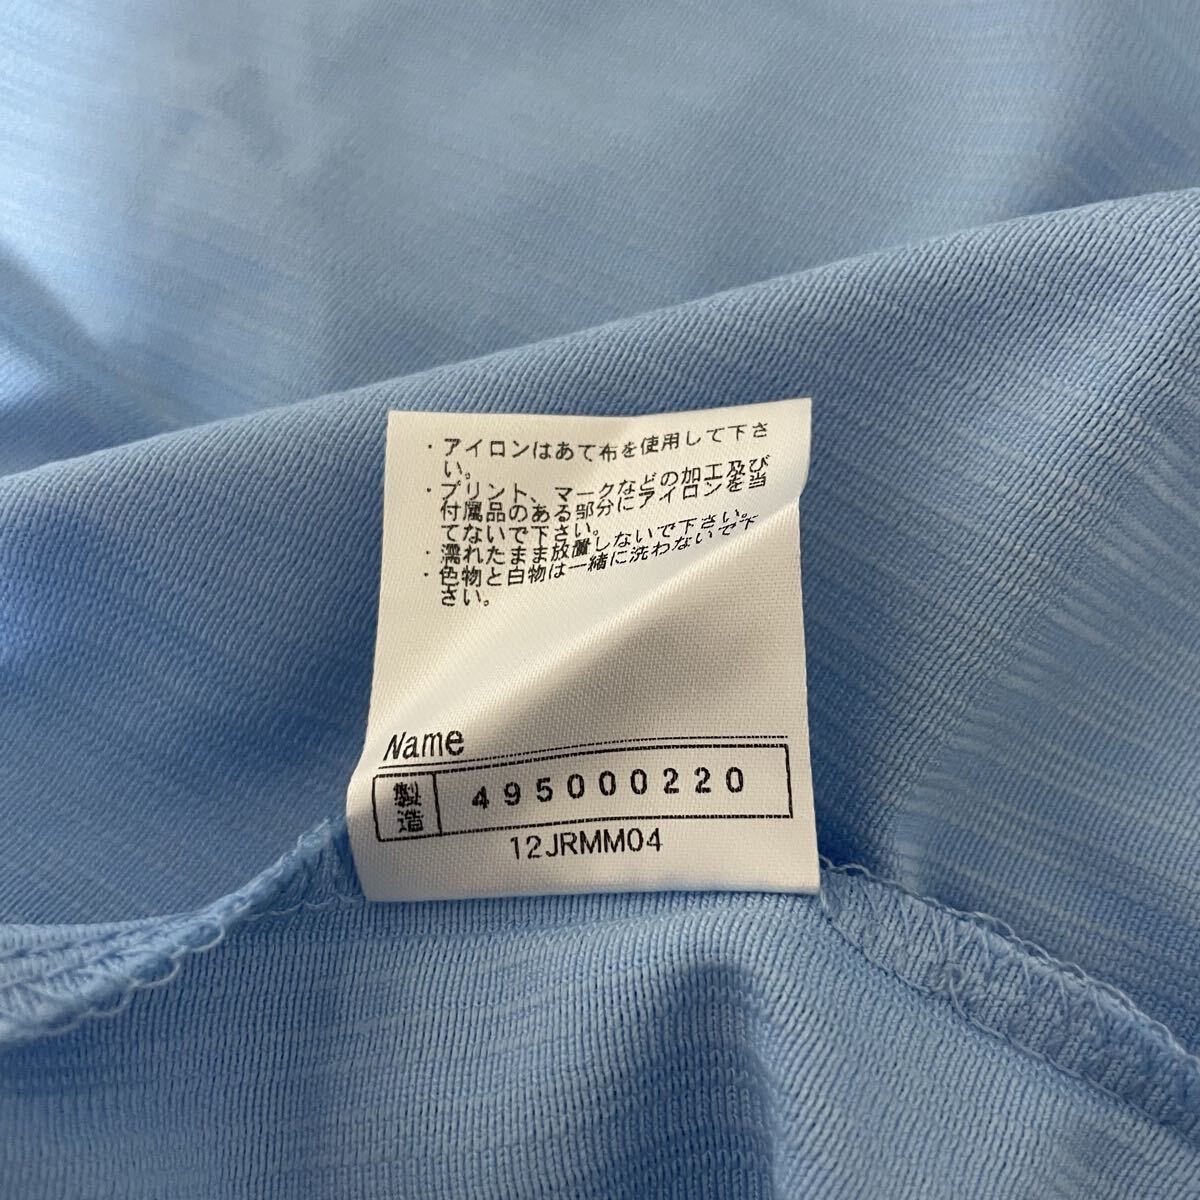 ・アイロンはあて布を使用して下さ
い。
・プリント、マークなどの加工及び
付属品のある部分にアイロンを当
てないで下さい。
・濡れたまま放置しないで下さい。
・色物と白物は一緒に洗わないで下
さい。
Name
製造 495000220
12JRMM04